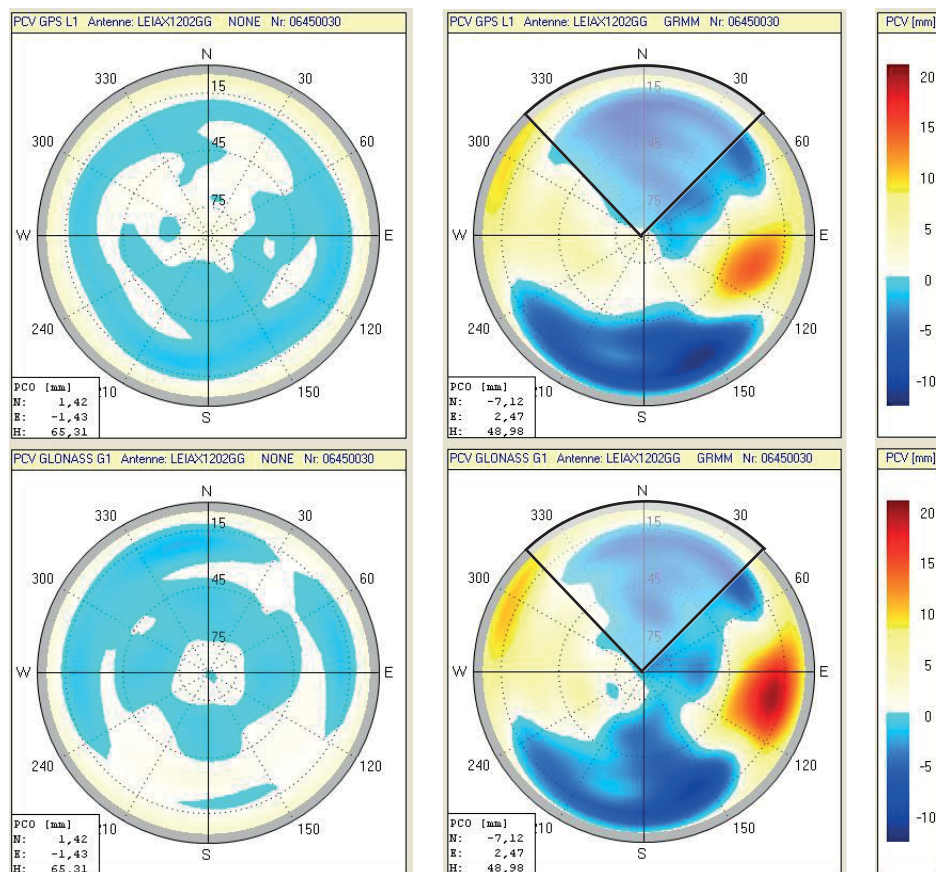 PCV GPS L1 Antenne: LEIAX1202GG NONE Nr: 06450030
N
330 30
15
300 60
45
75
W E
240 120
210 150
S
PCO [mm]
N: 1,42
E: -1,43
H: 65,31
PCV GPS L1 Antenne: LEIAX1202GG GRMM Nr: 06450030
N
330 30
15
300 60
45
75
W E
240 120
210 150
S
PCO [mm]
N: -7,12
E: 2,47
H: 48,98
PCV [mm]
20
15
10
5
0
-5
-10
PCV GLONASS G1 Antenne: LEIAX1202GG NONE Nr: 06450030
N
330 30
15
300 60
45
75
W E
240 120
210 150
S
PCO [mm]
N: 1,42
E: -1,43
H: 65,31
PCV GLONASS G1 Antenne: LEIAX1202GG GRMM Nr: 06450030
N
330 30
15
300 60
45
75
W E
240 120
150
S
PCO [mm]
N: -7,12
E: 2,47
H: 48,98
PCV [mm]
20
15
10
5
0
-5
-10